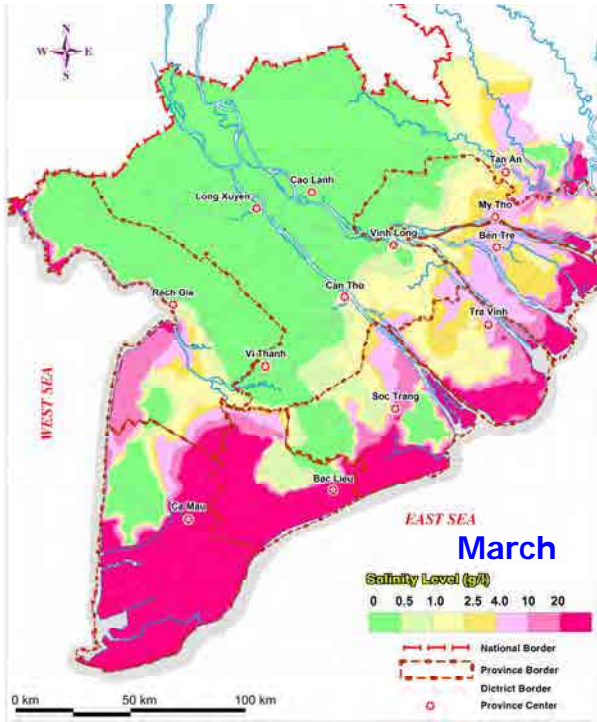 N
W E
S
Tan An
Cao Lanh
Long Xuyen
My Tho
Vinh Long
Ben Tre
Rach Gia
Can Tho
Tra Vinh
Vi Thanh
Soc Trang
WEST SEA
Bac Lieu
Ca Mau
EAST SEA
March
Salinity Level (g/l)
0 0.5 1.0 2.5 4.0 10 20
National Border
Province Border
Dictrict Border
Province Center
0 km 50 km 100 km